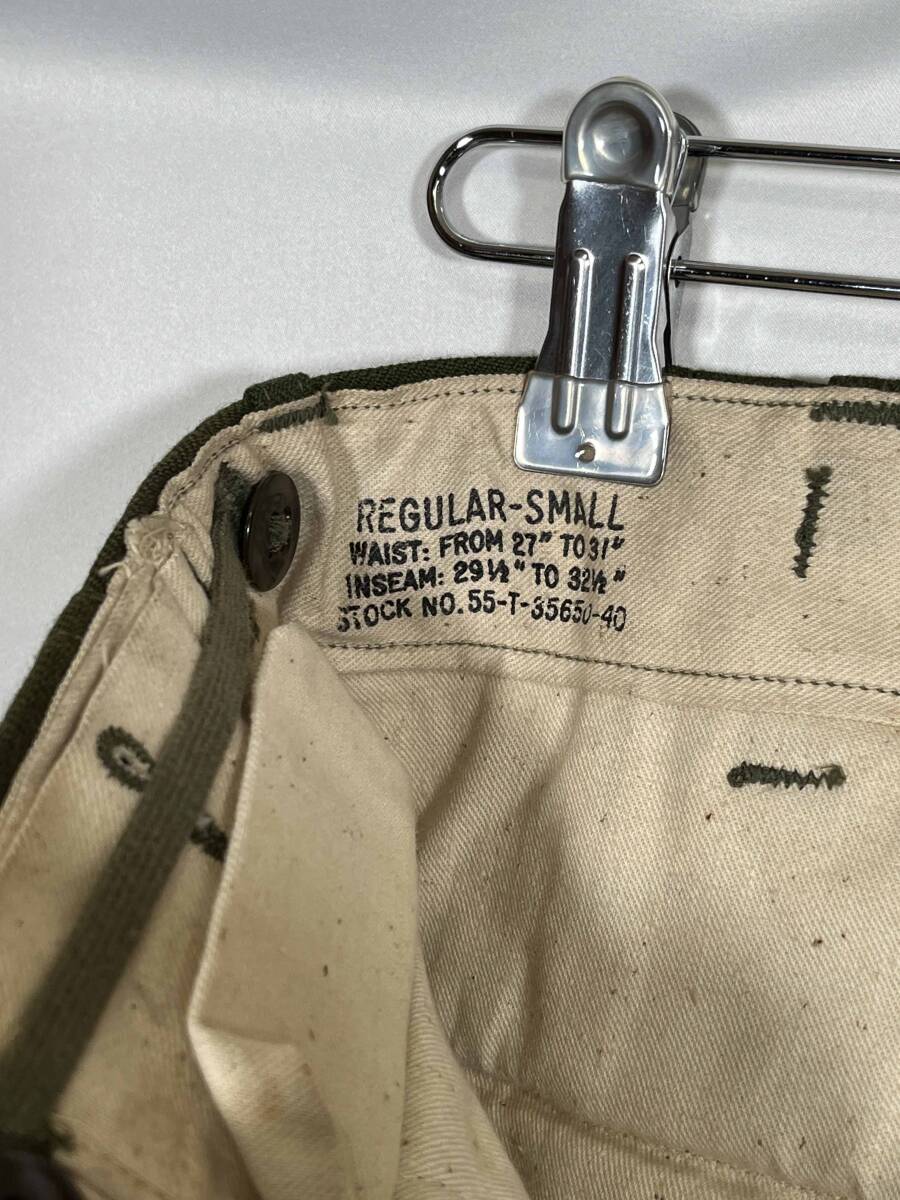 REGULAR-SMALL
WAIST: FROM 27" TO 31"
INSEAM: 29½" TO 32½"
STOCK NO. 55-T-35650-40